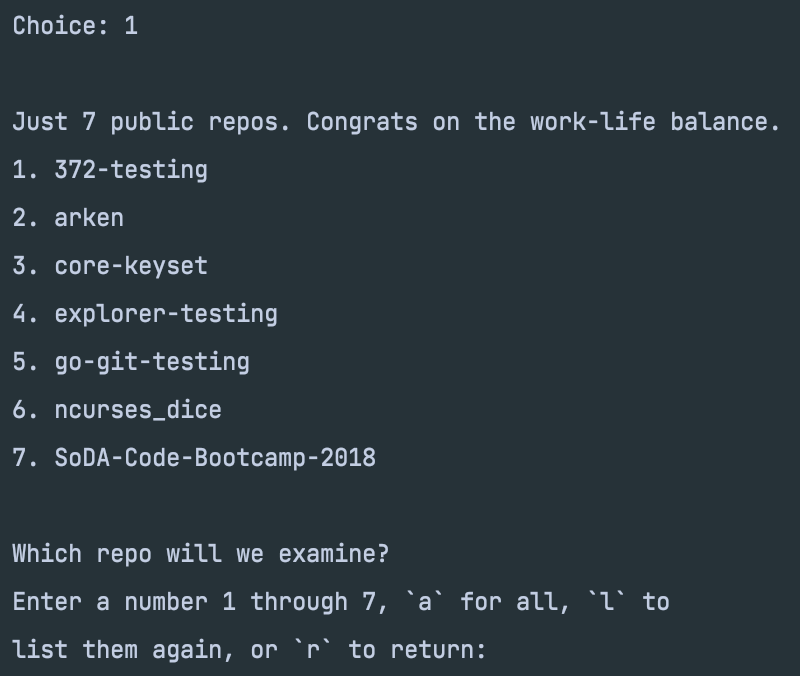 Choice: 1
Just 7 public repos. Congrats on the work-life balance.
1. 372-testing
2. arken
3. core-keyset
4. explorer-testing
5. go-git-testing
6. ncurses_dice
7. SoDA-Code-Bootcamp-2018
Which repo will we examine?
Enter a number 1 through 7, `a` for all, `l` to
list them again, or `r` to return: